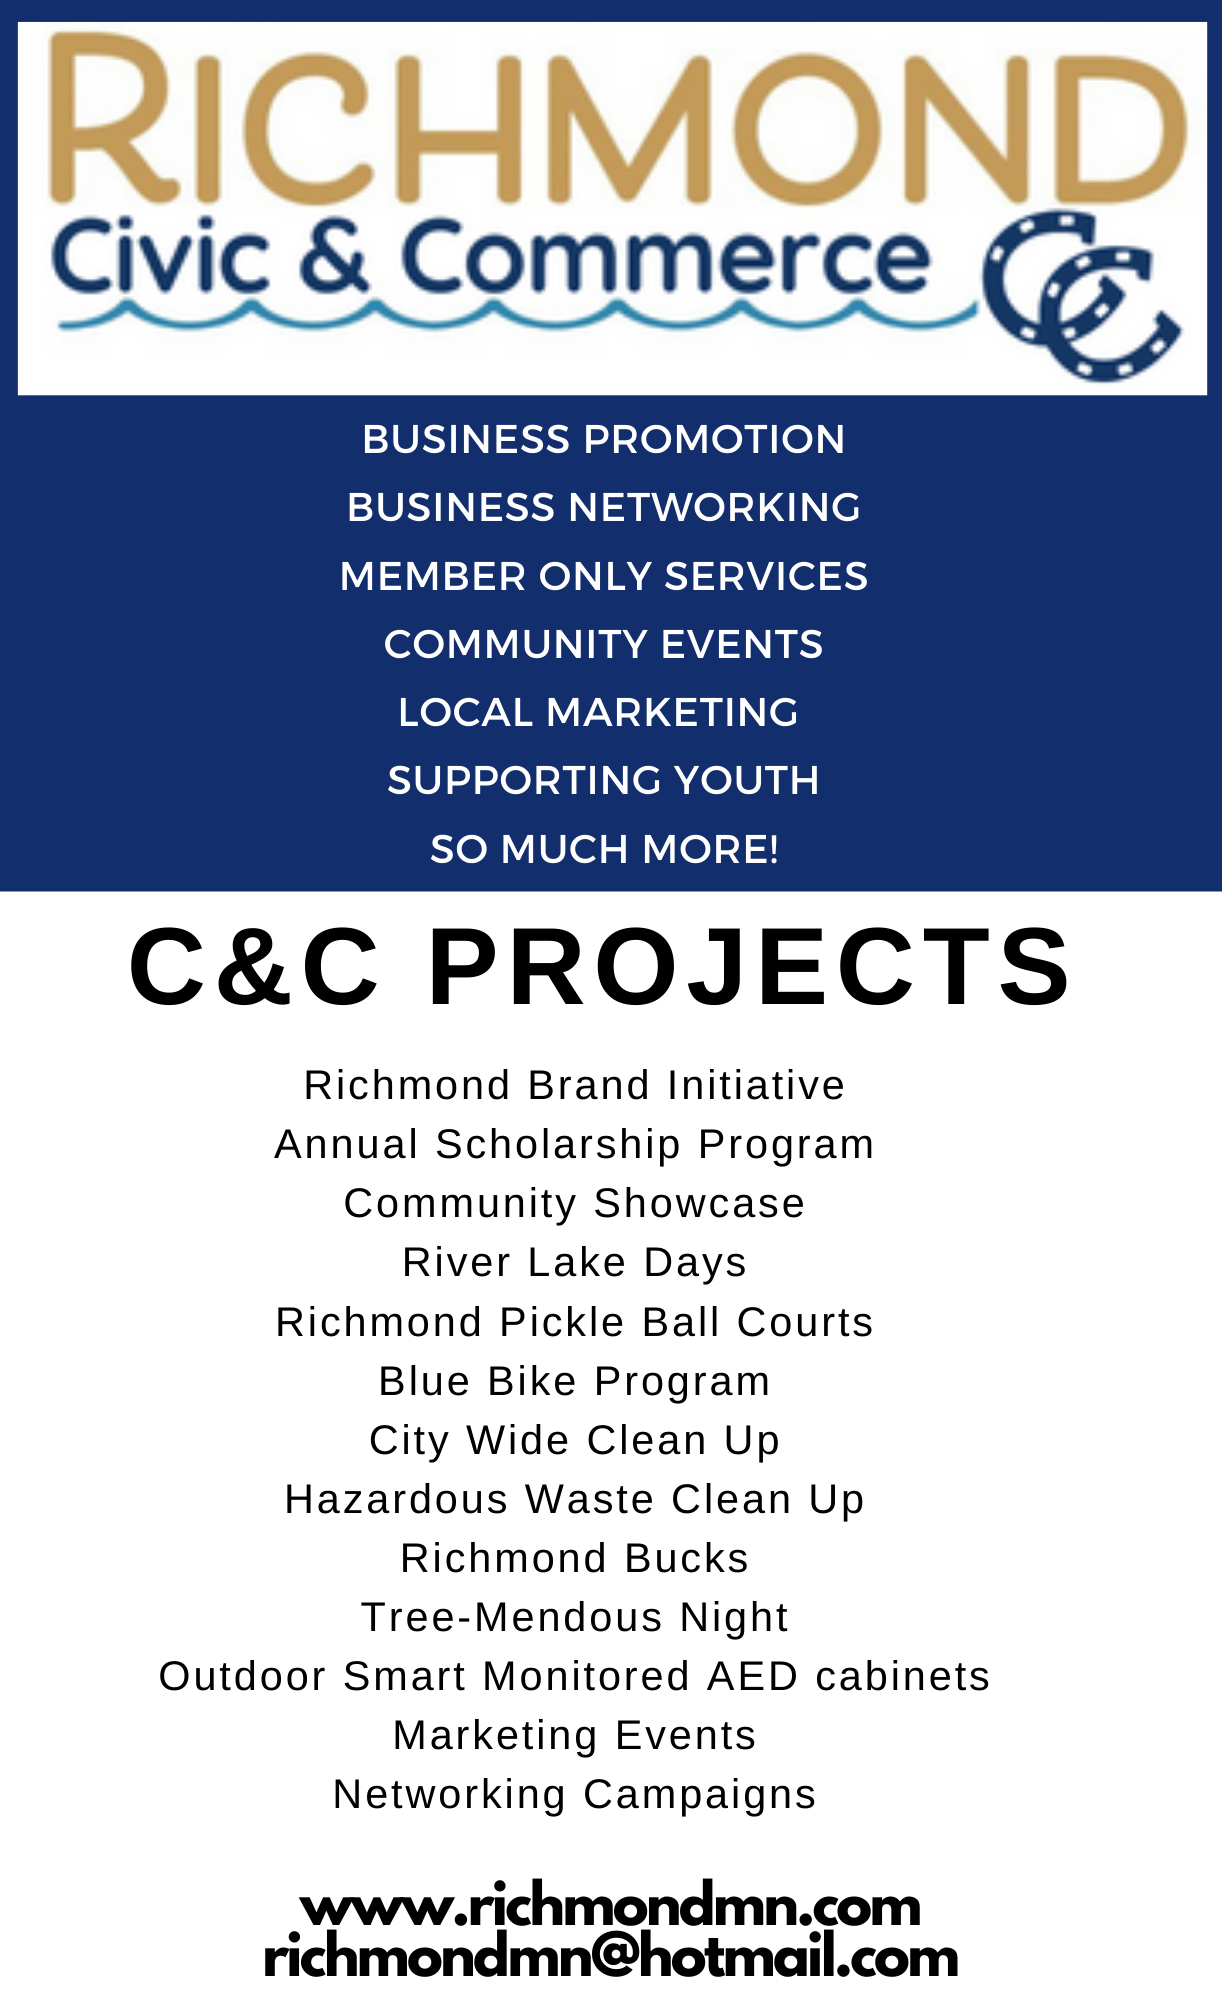 RICHMOND
Civic & Commerce
BUSINESS PROMOTION
BUSINESS NETWORKING
MEMBER ONLY SERVICES
COMMUNITY EVENTS
LOCAL MARKETING
SUPPORTING YOUTH
SO MUCH MORE!
C&C PROJECTS
Richmond Brand Initiative
Annual Scholarship Program
Community Showcase
River Lake Days
Richmond Pickle Ball Courts
Blue Bike Program
City Wide Clean Up
Hazardous Waste Clean Up
Richmond Bucks
Tree-Mendous Night
Outdoor Smart Monitored AED cabinets
Marketing Events
Networking Campaigns
www.richmondmn.com
richmondmn@hotmail.com